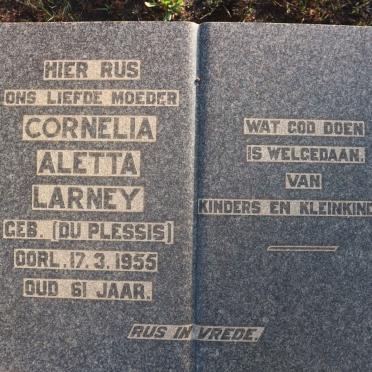 HIER RUS
ONS LIEFDE MOEDER
CORNELIA
ALETTA
LARNEY
GEB. (DU PLESSIS)
OORL. 17. 3. 1955
OUD 61 JAAR.
WAT GOD DOEN
IS WELGEDAAN.
VAN
KINDERS EN KLEINKIND
RUS IN VREDE.